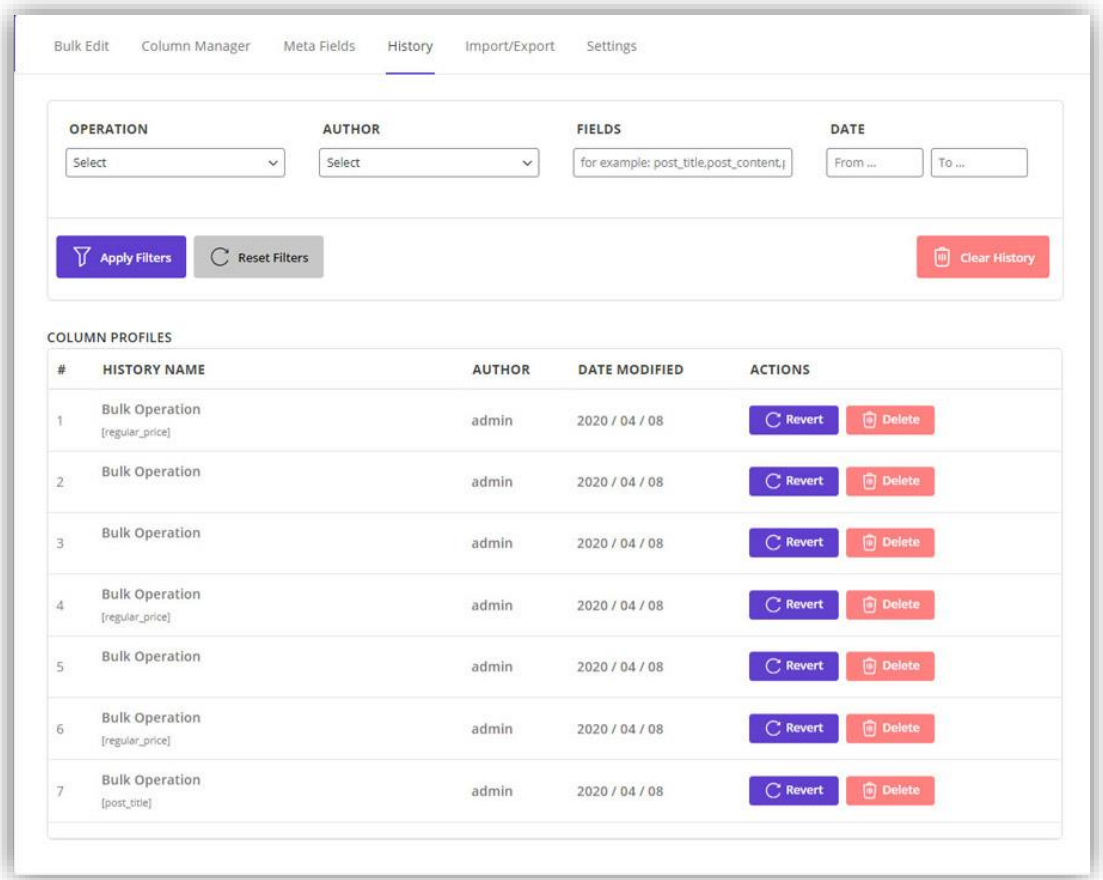 Bulk Edit Column Manager Meta Fields History Import/Export Settings
OPERATION AUTHOR FIELDS DATE
Select Select for example: post_title,post_content, From ... To ...
Apply Filters Reset Filters Clear History
COLUMN PROFILES
# HISTORY NAME AUTHOR DATE MODIFIED ACTIONS
1 Bulk Operation admin 2020 / 04 / 08 Revert Delete
[regular_price]
2 Bulk Operation admin 2020 / 04 / 08 Revert Delete
3 Bulk Operation admin 2020 / 04 / 08 Revert Delete
4 Bulk Operation admin 2020 / 04 / 08 Revert Delete
[regular_price]
5 Bulk Operation admin 2020 / 04 / 08 Revert Delete
6 Bulk Operation admin 2020 / 04 / 08 Revert Delete
[regular_price]
7 Bulk Operation admin 2020 / 04 / 08 Revert Delete
[post_title]